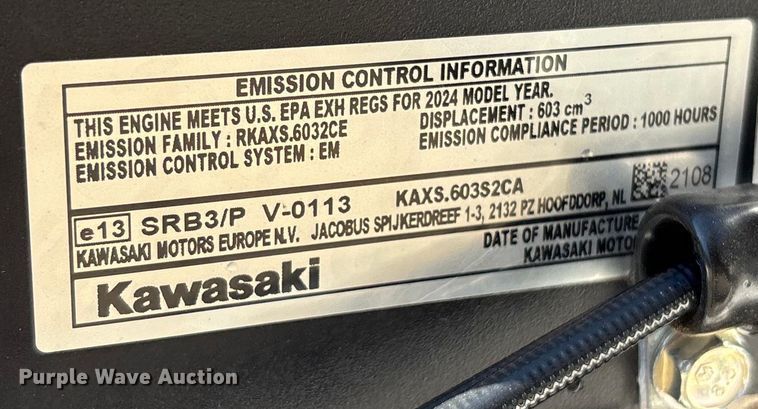 EMISSION CONTROL INFORMATION
THIS ENGINE MEETS U.S. EPA EXH REGS FOR 2024 MODEL YEAR.
EMISSION FAMILY : RKAXS.6032CE DISPLACEMENT : 603 cm³
EMISSION CONTROL SYSTEM : EM EMISSION COMPLIANCE PERIOD : 1000 HOURS
e13 SRB3/P V-0113 KAXS.603S2CA 2108
KAWASAKI MOTORS EUROPE N.V. JACOBUS SPIJKERDREEF 1-3, 2132 PZ HOOFDDORP, NL
DATE OF MANUFACTURE
Kawasaki KAWASAKI
Purple Wave Auction